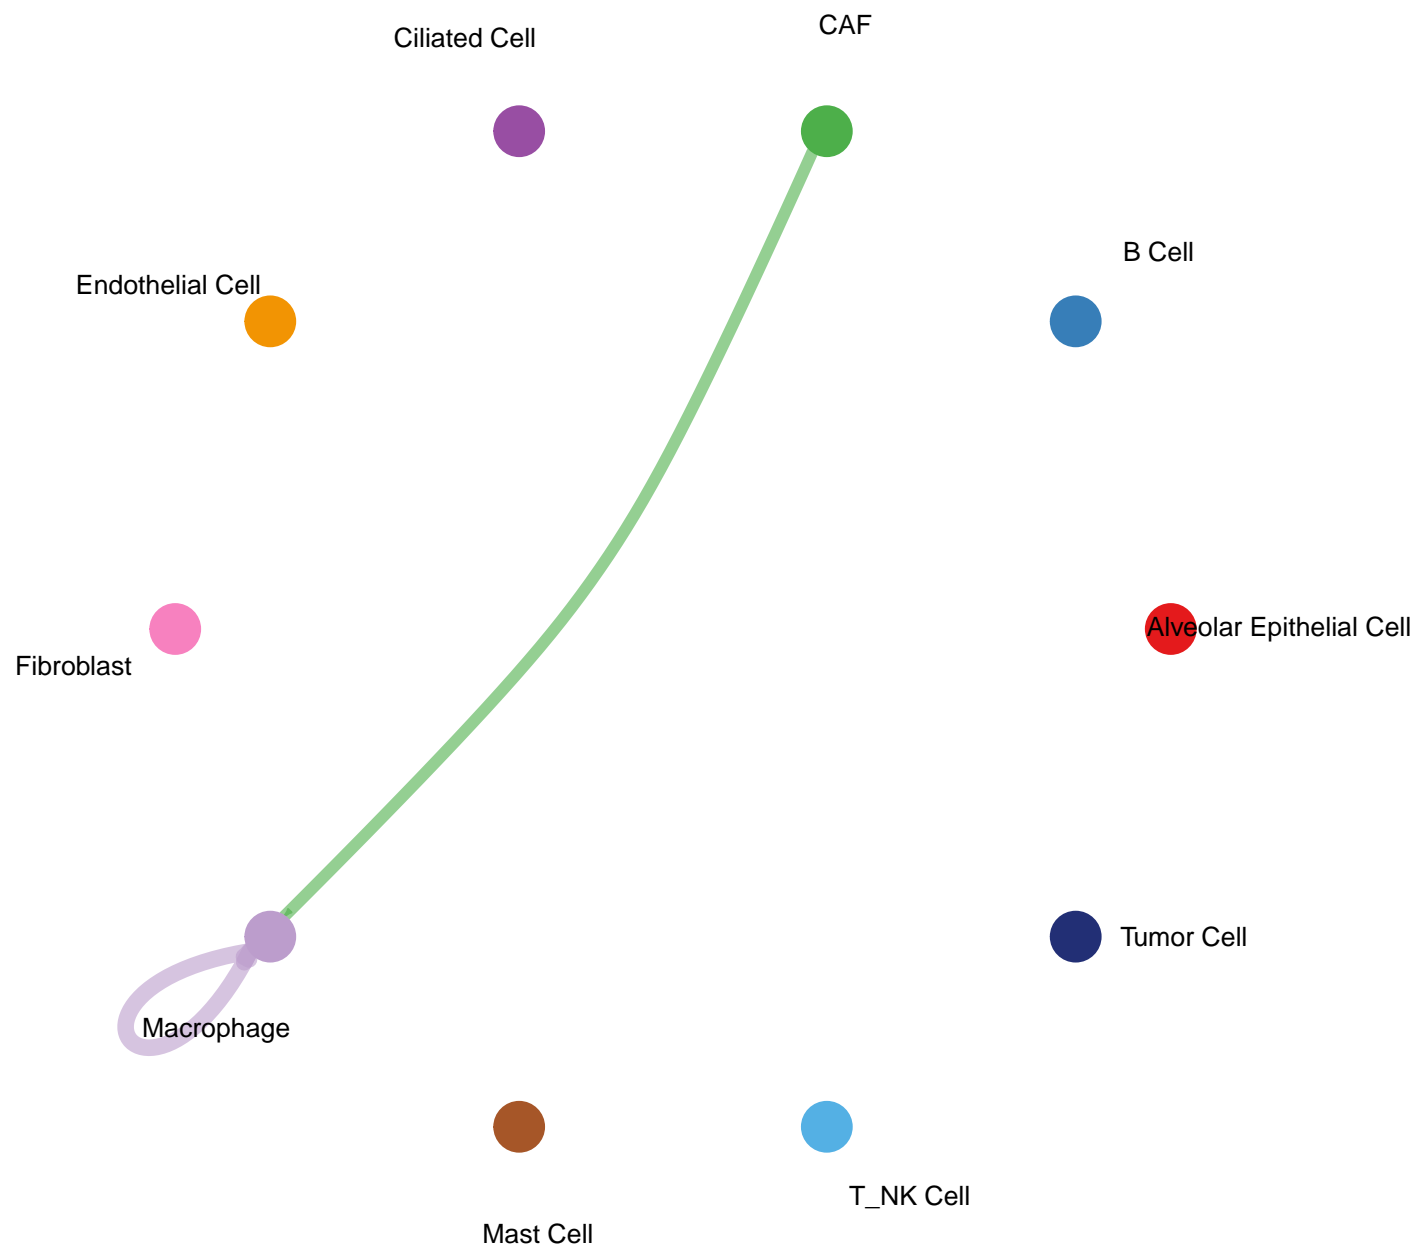 CAF
Ciliated Cell
B Cell
Endothelial Cell
Alveolar Epithelial Cell
Fibroblast
Tumor Cell
Macrophage
T_NK Cell
Mast Cell